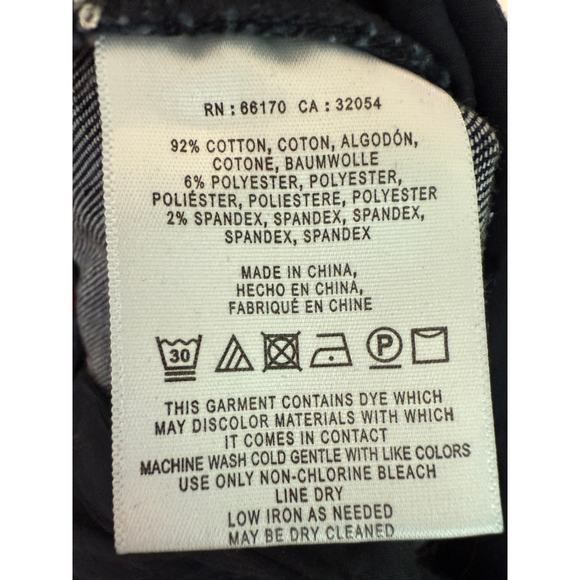 RN : 66170 CA : 32054
92% COTTON, COTON, ALGODÓN,
COTONE, BAUMWOLLE
6% POLYESTER, POLYESTER,
POLIÉSTER, POLIESTERE, POLYESTER
2% SPANDEX, SPANDEX, SPANDEX,
SPANDEX, SPANDEX
MADE IN CHINA,
HECHO EN CHINA,
FABRIQUÉ EN CHINE
30 P
THIS GARMENT CONTAINS DYE WHICH
MAY DISCOLOR MATERIALS WITH WHICH
IT COMES IN CONTACT
MACHINE WASH COLD GENTLE WITH LIKE COLORS
USE ONLY NON-CHLORINE BLEACH
LINE DRY
LOW IRON AS NEEDED
MAY BE DRY CLEANED